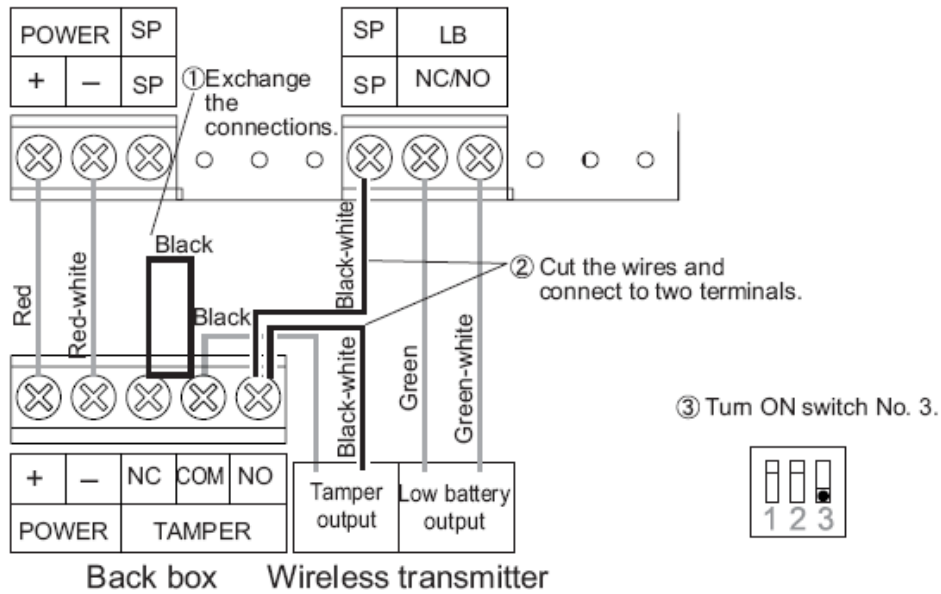 POWER SP
+ – SP
SP LB
SP NC/NO
①Exchange
the
connections.
Black
Black
Red
Red-white
Black-white
Black-white
Green
Green-white
② Cut the wires and
connect to two terminals.
③ Turn ON switch No. 3.
1 2 3
+ – NC COM NO
POWER TAMPER
Tamper
output
Low battery
output
Back box
Wireless transmitter